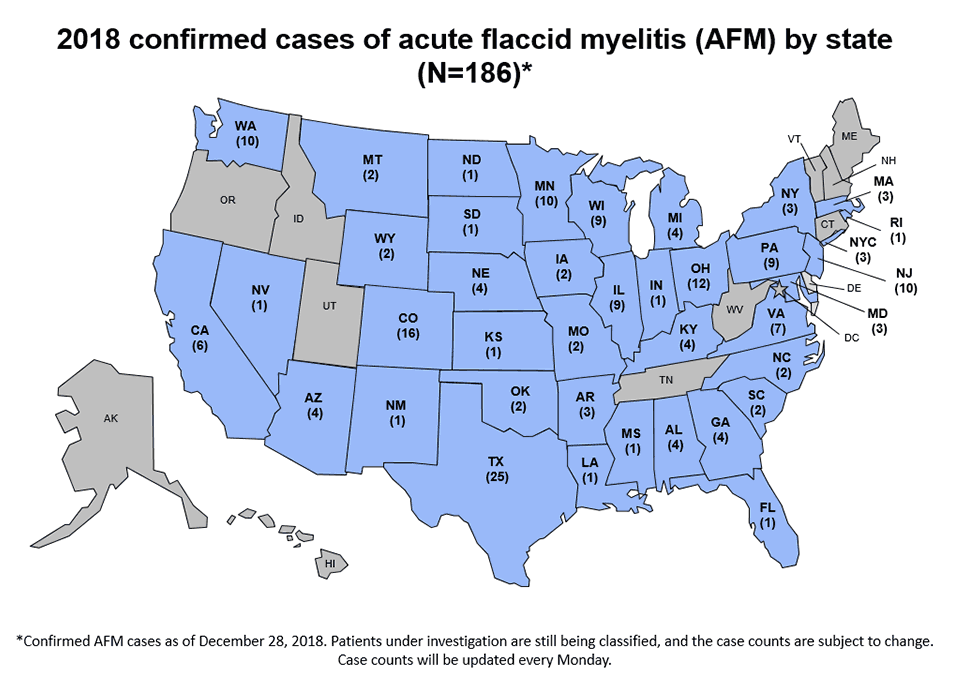 2018 confirmed cases of acute flaccid myelitis (AFM) by state
(N=186)*
WA
(10)
MT
(2)
ND
(1)
MN
(10)
WI
(9)
MI
(4)
VT
ME
NH
NY
(3)
MA
(3)
RI
(1)
CT
NYC
(3)
OR
ID
SD
(1)
WY
(2)
NE
(4)
IA
(2)
IL
(9)
IN
(1)
OH
(12)
PA
(9)
NJ
(10)
DE
MD
(3)
DC
WV
VA
(7)
NV
(1)
UT
CO
(16)
CA
(6)
KS
(1)
MO
(2)
KY
(4)
NC
(2)
TN
SC
(2)
AZ
(4)
NM
(1)
OK
(2)
AR
(3)
MS
(1)
AL
(4)
GA
(4)
AK
TX
(25)
LA
(1)
FL
(1)
HI
*Confirmed AFM cases as of December 28, 2018. Patients under investigation are still being classified, and the case counts are subject to change.
Case counts will be updated every Monday.